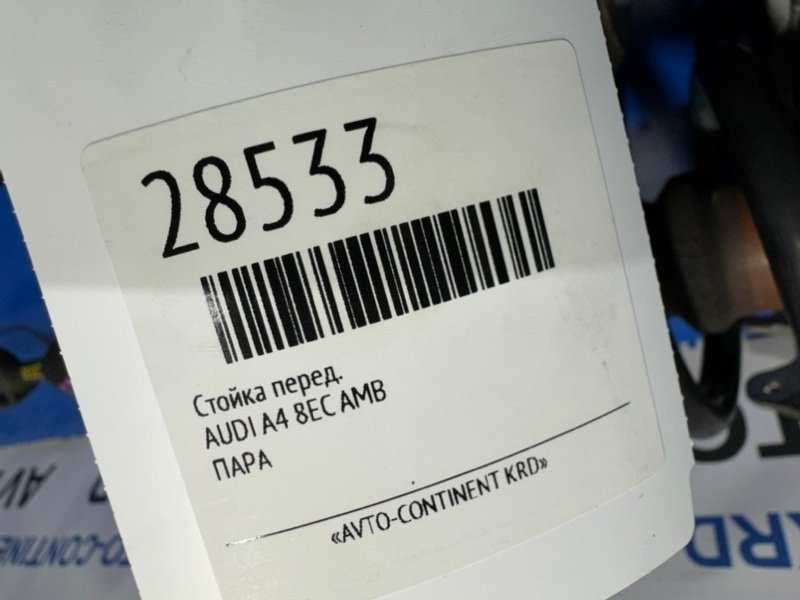 28533
Стойка перед.
AUDI A4 8EC AMB
ПАРА
«AVTO-CONTINENT KRD»